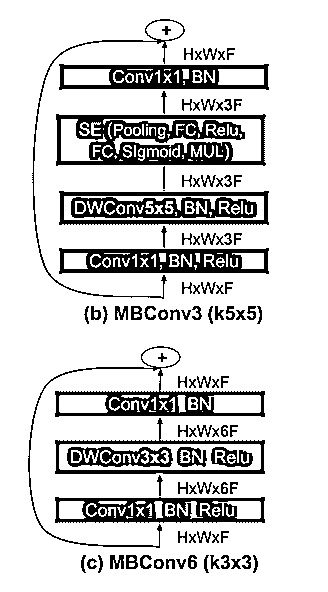 +
HxWxF
Conv1x1, BN
HxWx3F
SE (Pooling, FC, Relu,
FC, SIgmoid, MUL)
HxWx3F
DWConv5x5, BN, Relu
HxWx3F
Conv1x1, BN, Relu
HxWxF
(b) MBConv3 (k5x5)
+
HxWxF
Conv1x1, BN
HxWx6F
DWConv3x3, BN, Relu
HxWx6F
Conv1x1, BN, Relu
HxWxF
(c) MBConv6 (k3x3)